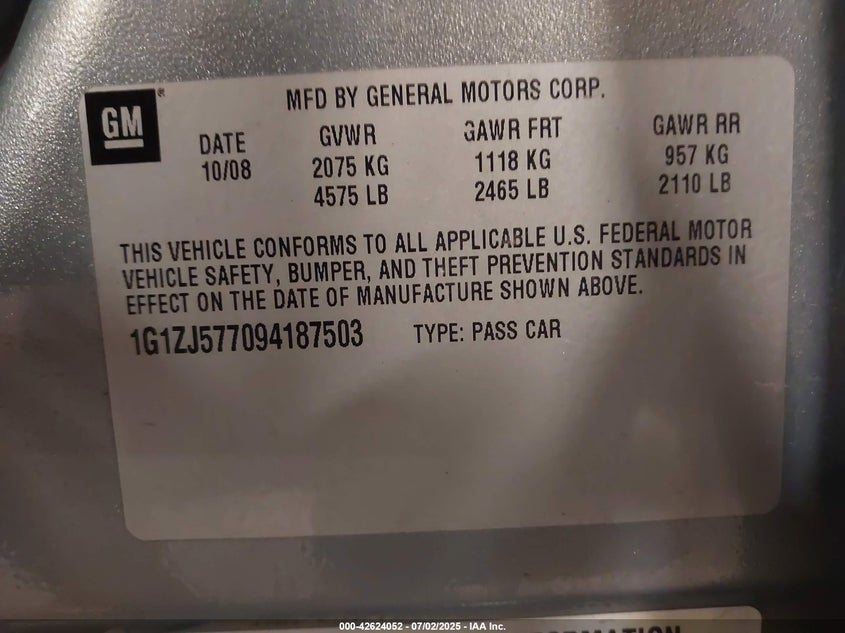 GM®
MFD BY GENERAL MOTORS CORP.
DATE GVWR GAWR FRT GAWR RR
10/08 2075 KG 1118 KG 957 KG
4575 LB 2465 LB 2110 LB
THIS VEHICLE CONFORMS TO ALL APPLICABLE U.S. FEDERAL MOTOR
VEHICLE SAFETY, BUMPER, AND THEFT PREVENTION STANDARDS IN
EFFECT ON THE DATE OF MANUFACTURE SHOWN ABOVE.
1G1ZJ577094187503 TYPE: PASS CAR
000-42624052 - 07/02/2025 - IAA Inc.